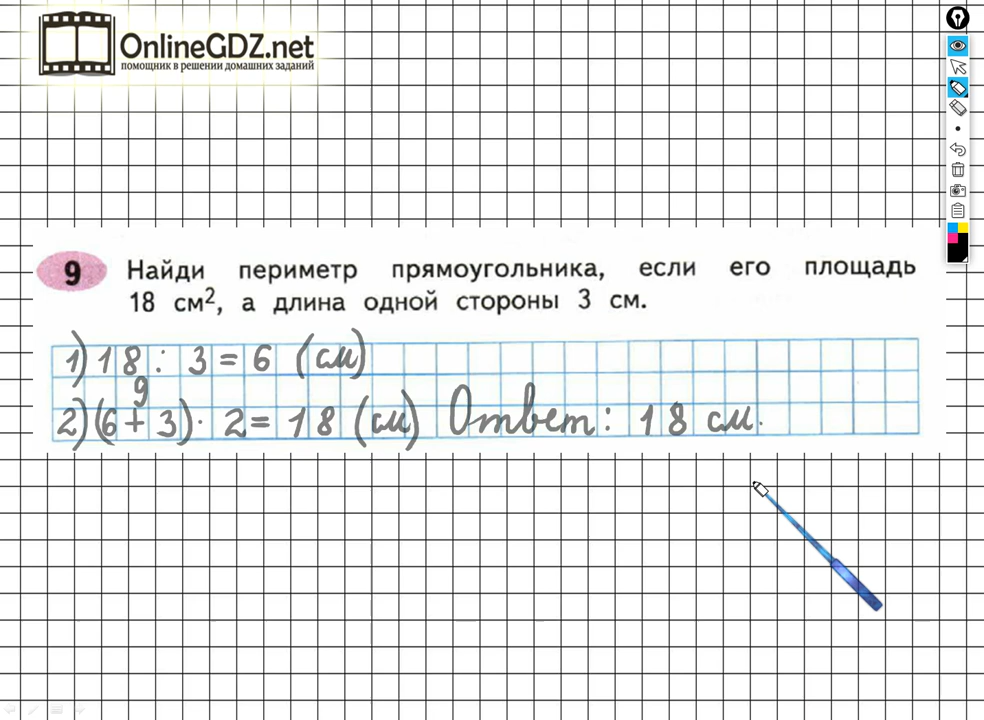 OnlineGDZ.net
помощник в решении домашних заданий
9 Найди периметр прямоугольника, если его площадь
18 см², а длина одной стороны 3 см.
1) 18 : 3 = 6 (см)
9
2) (6 + 3) · 2 = 18 (см) Ответ: 18 см.